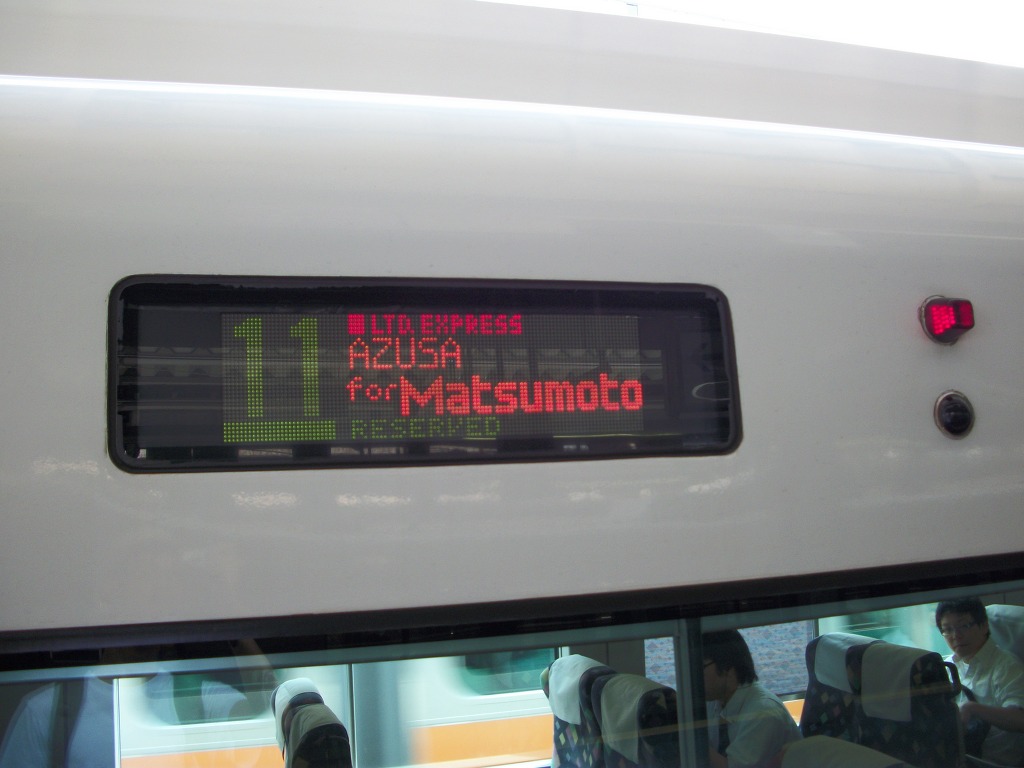 11
LTD. EXPRESS
AZUSA
for Matsumoto
RESERVED